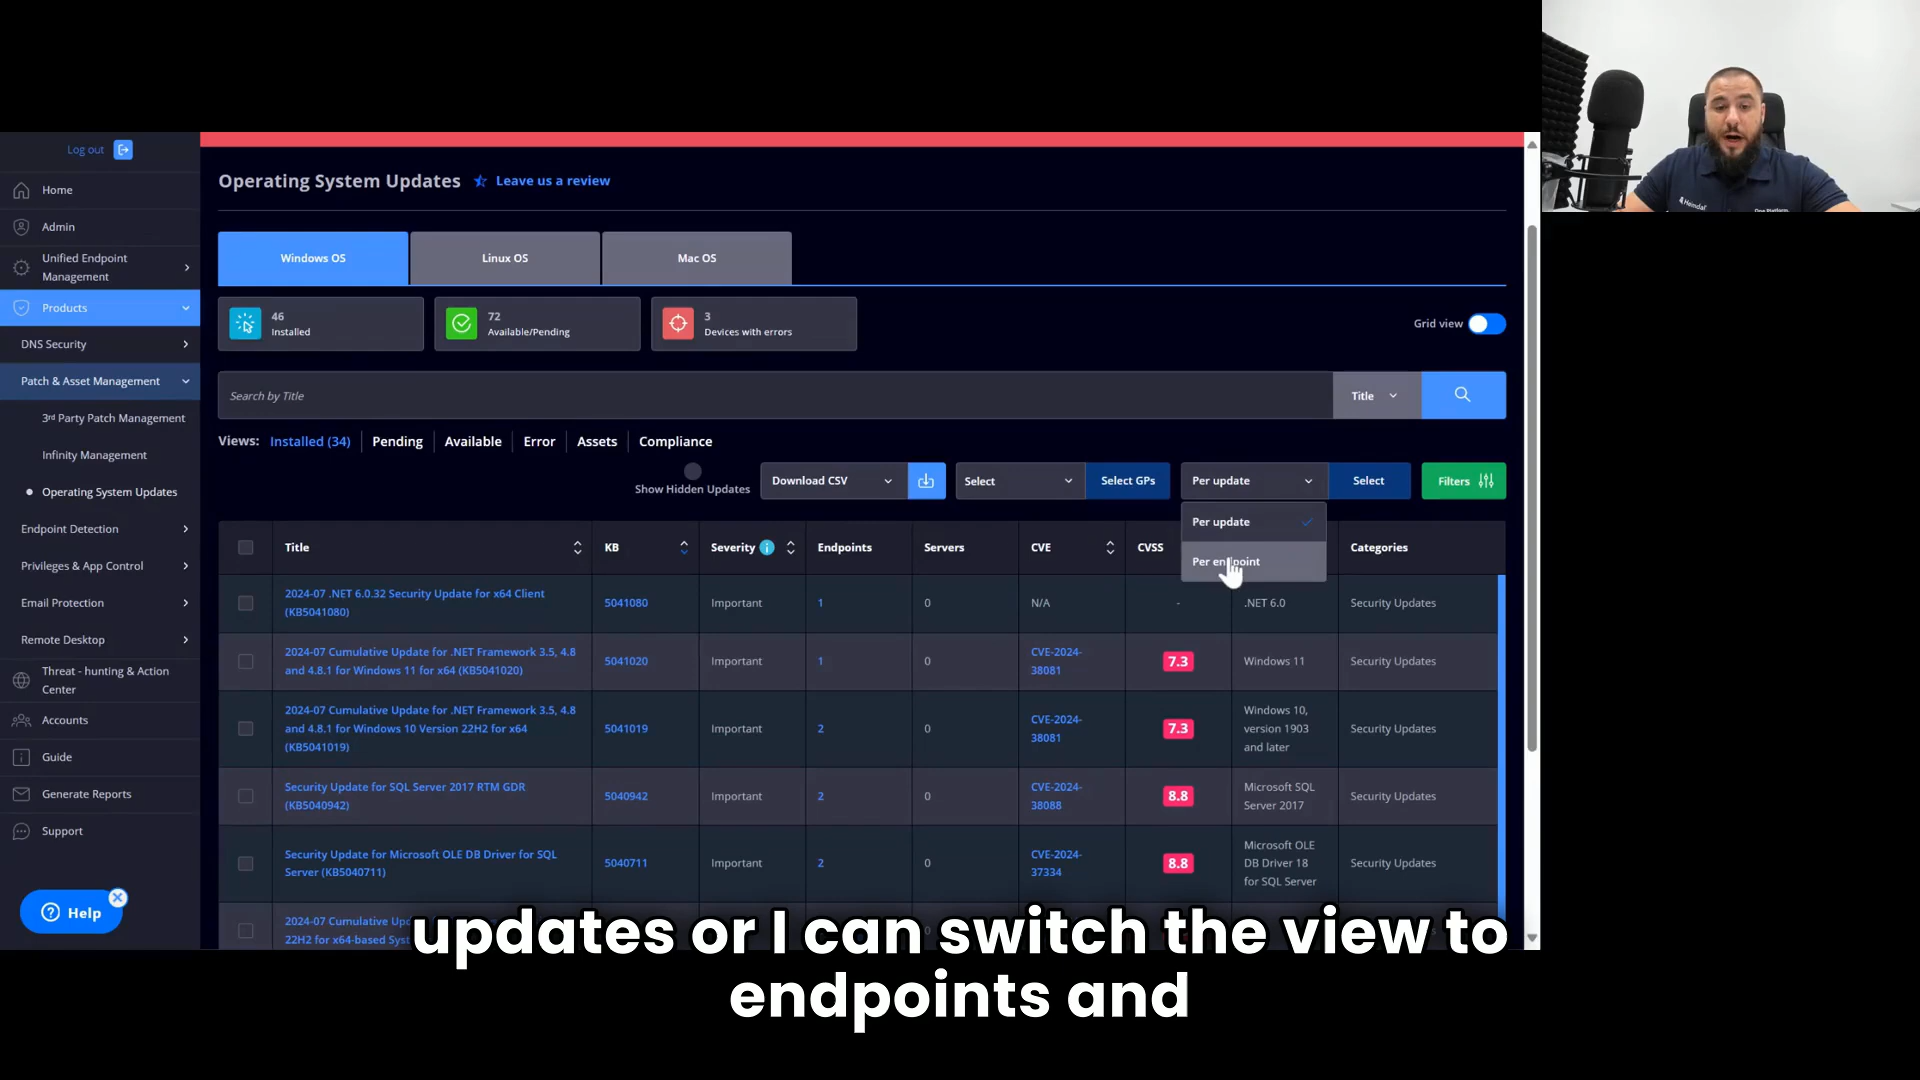 Log out
Home
Admin
Unified Endpoint
Management
Products
DNS Security
Patch & Asset Management
3rd Party Patch Management
Infinity Management
Operating System Updates
Endpoint Detection
Privileges & App Control
Email Protection
Remote Desktop
Threat - hunting & Action
Center
Accounts
Guide
Generate Reports
Support
Help
Operating System Updates
Leave us a review
Windows OS
Linux OS
Mac OS
46
Installed
72
Available/Pending
3
Devices with errors
Grid view
Search by Title
Title
Views: Installed (34) Pending Available Error Assets Compliance
Show Hidden Updates
Download CSV
Select
Select GPs
Per update
Select
Filters
Per update
Per endpoint
Title KB Severity Endpoints Servers CVE CVSS Categories
2024-07 .NET 6.0.32 Security Update for x64 Client
(KB5041080)
5041080 Important 1 0 N/A - .NET 6.0 Security Updates
2024-07 Cumulative Update for .NET Framework 3.5, 4.8
and 4.8.1 for Windows 11 for x64 (KB5041020)
5041020 Important 1 0
CVE-2024-
38081
7.3 Windows 11 Security Updates
2024-07 Cumulative Update for .NET Framework 3.5, 4.8
and 4.8.1 for Windows 10 Version 22H2 for x64
(KB5041019)
5041019 Important 2 0
CVE-2024-
38081
7.3
Windows 10,
version 1903
and later
Security Updates
Security Update for SQL Server 2017 RTM GDR
(KB5040942)
5040942 Important 2 0
CVE-2024-
38088
8.8
Microsoft SQL
Server 2017
Security Updates
Security Update for Microsoft OLE DB Driver for SQL
Server (KB5040711)
5040711 Important 2 0
CVE-2024-
37334
8.8
Microsoft OLE
DB Driver 18
for SQL Server
Security Updates
2024-07 Cumulative
22H2 for x64-based
updates or I can switch the view to
endpoints and
Heimdal
One Platform